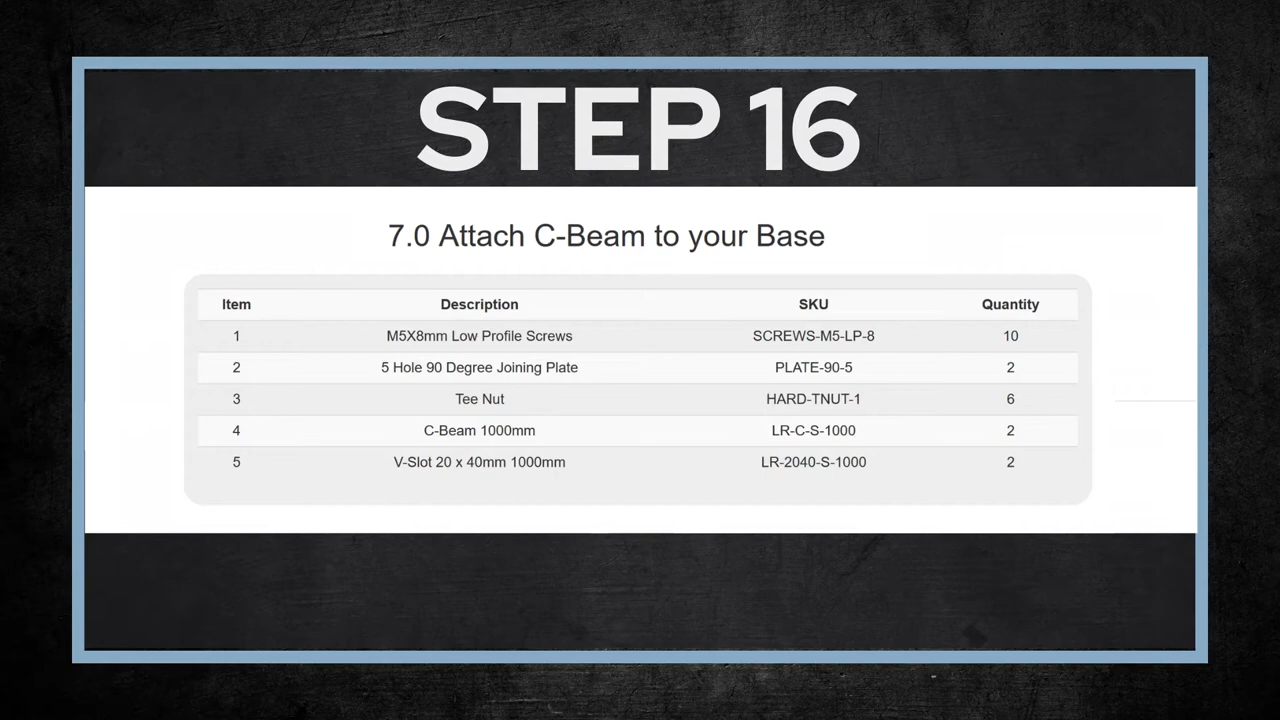 STEP 16
7.0 Attach C-Beam to your Base
Item Description SKU Quantity
1 M5X8mm Low Profile Screws SCREWS-M5-LP-8 10
2 5 Hole 90 Degree Joining Plate PLATE-90-5 2
3 Tee Nut HARD-TNUT-1 6
4 C-Beam 1000mm LR-C-S-1000 2
5 V-Slot 20 x 40mm 1000mm LR-2040-S-1000 2